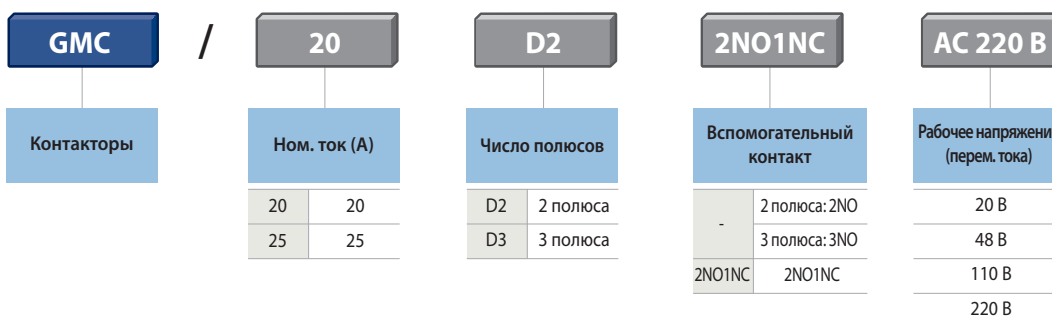 GMC / 20 D2 2NO1NC AC 220 В
Контакторы
Ном. ток (А)
20 20
25 25
Число полюсов
D2 2 полюса
D3 3 полюса
Вспомогательный
контакт
- 2 полюса: 2NO
3 полюса: 3NO
2NO1NC 2NO1NC
Рабочее напряжени
(перем. тока)
20 В
48 В
110 В
220 В